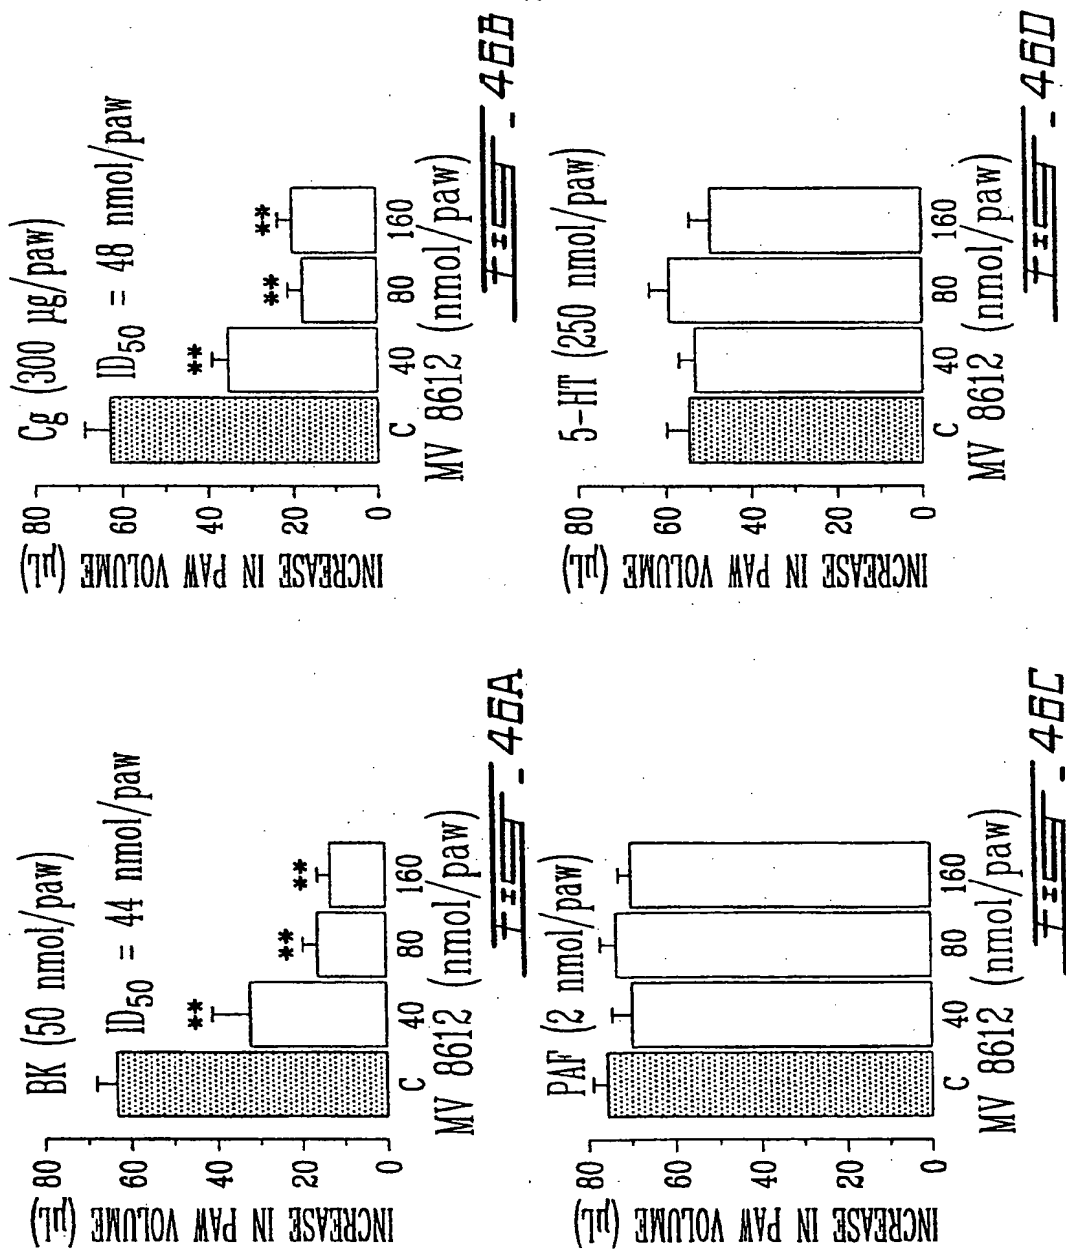 BK (50 nmol/paw)
ID50 = 44 nmol/paw
INCREASE IN PAW VOLUME
(µL)
80
60
40
20
0
**
**
**
C
40
80
160
MV 8612 (nmol/paw)
FIG - 46A
Cg (300 µg/paw)
ID50 = 48 nmol/paw
INCREASE IN PAW VOLUME
(µL)
80
60
40
20
0
**
**
**
C
40
80
160
MV 8612 (nmol/paw)
FIG - 46B
PAF (2 nmol/paw)
INCREASE IN PAW VOLUME
(µL)
80
60
40
20
0
C
40
80
160
MV 8612 (nmol/paw)
FIG - 46C
5-HT (250 nmol/paw)
INCREASE IN PAW VOLUME
(µL)
80
60
40
20
0
C
40
80
160
MV 8612 (nmol/paw)
FIG - 46D